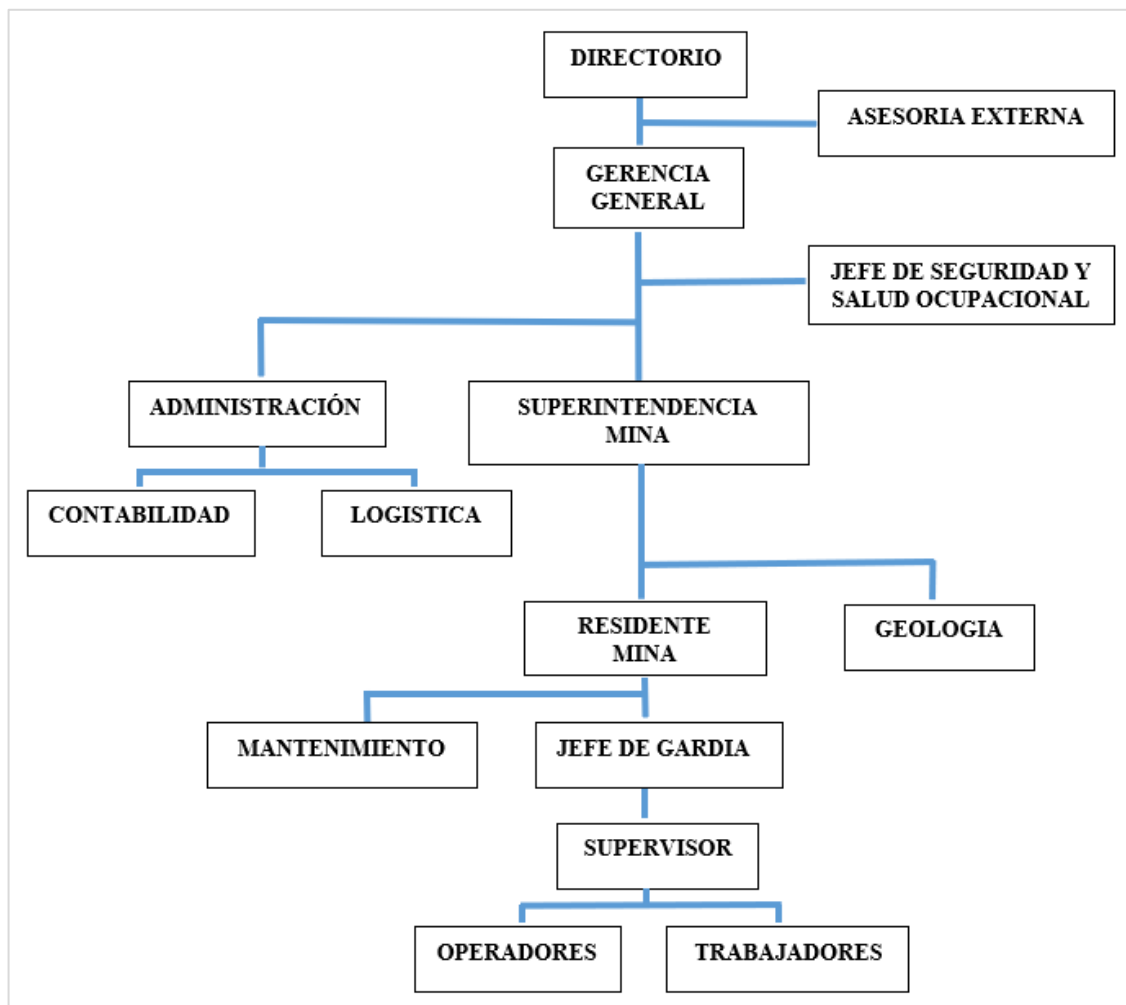 DIRECTORIO
ASESORIA EXTERNA
GERENCIA
GENERAL
JEFE DE SEGURIDAD Y
SALUD OCUPACIONAL
ADMINISTRACIÓN
SUPERINTENDENCIA
MINA
CONTABILIDAD
LOGISTICA
RESIDENTE
MINA
GEOLOGIA
MANTENIMIENTO
JEFE DE GARDIA
SUPERVISOR
OPERADORES
TRABAJADORES